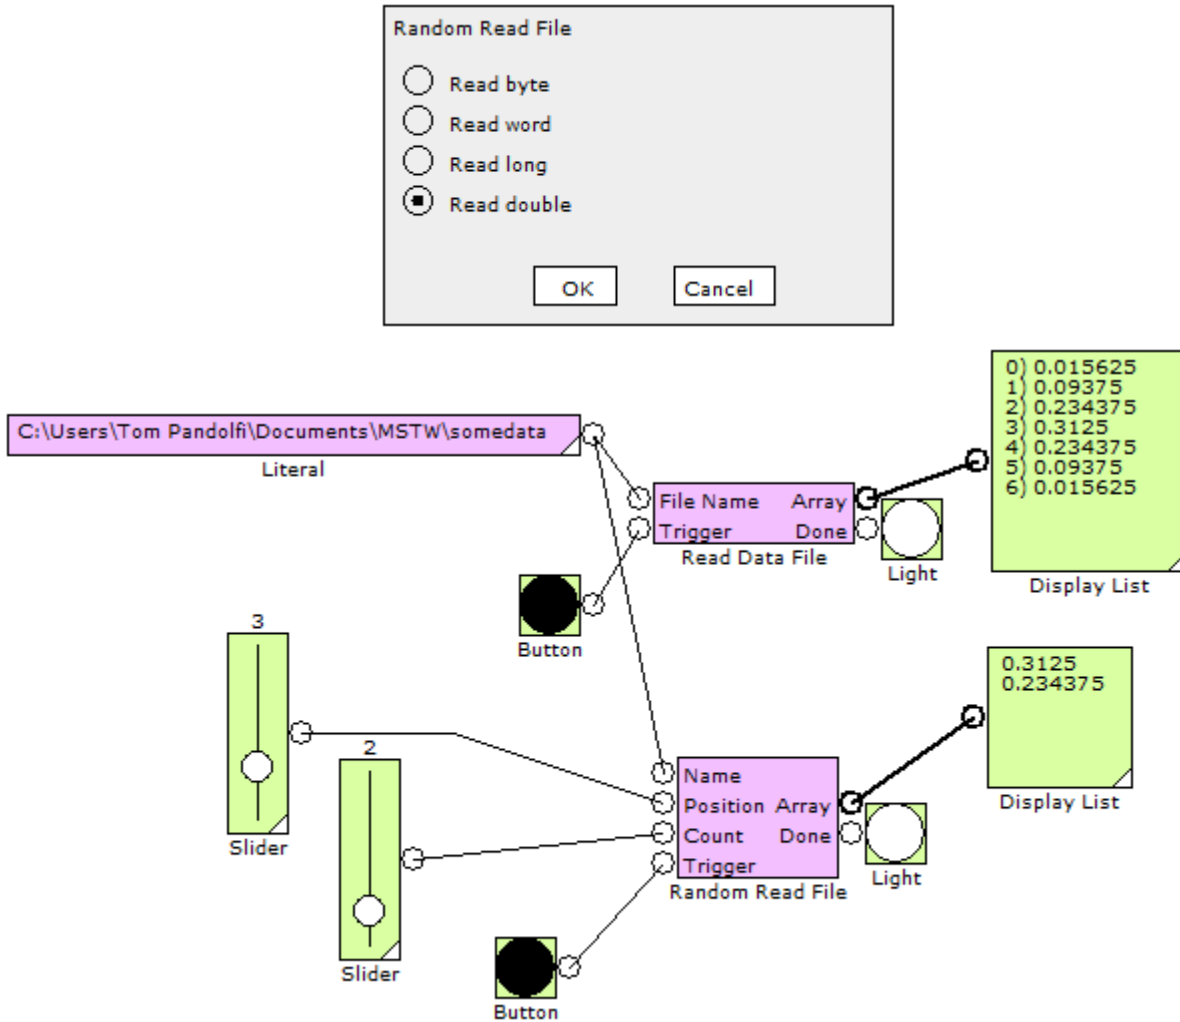 Random Read File
Read byte
Read word
Read long
Read double
OK
Cancel
C:\Users\Tom Pandolfi\Documents\MSTW\somedata
Literal
File Name Array
Trigger Done
Read Data File
Light
0) 0.015625
1) 0.09375
2) 0.234375
3) 0.3125
4) 0.234375
5) 0.09375
6) 0.015625
Display List
Button
3
Slider
2
Slider
Name
Position Array
Count Done
Trigger
Random Read File
Light
0.3125
0.234375
Display List
Button